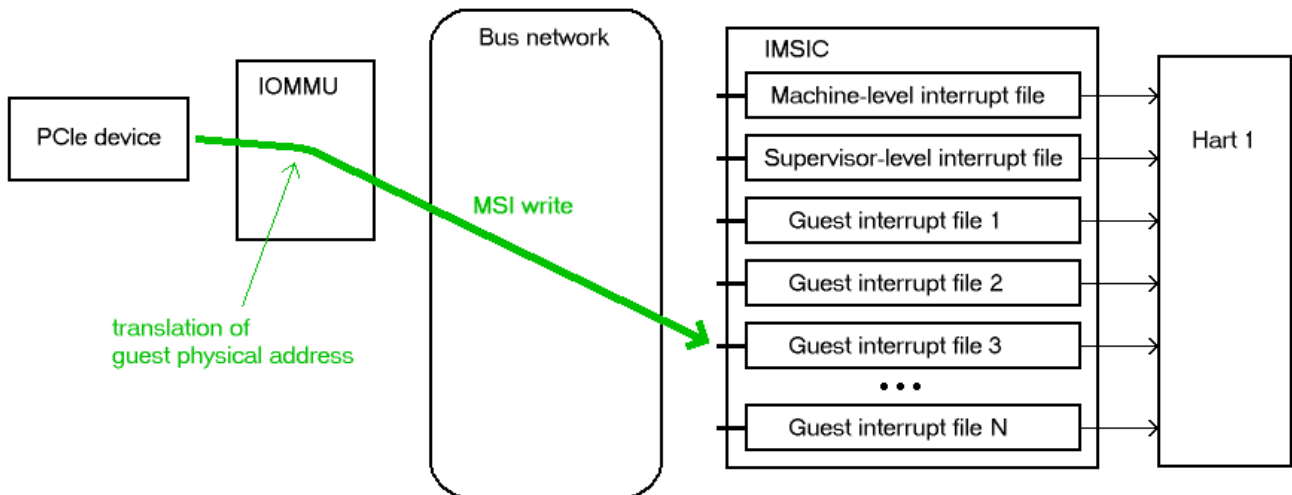 PCIe device
IOMMU
Bus network
MSI write
translation of
guest physical address
IMSIC
Machine-level interrupt file
Supervisor-level interrupt file
Guest interrupt file 1
Guest interrupt file 2
Guest interrupt file 3
• • •
Guest interrupt file N
Hart 1